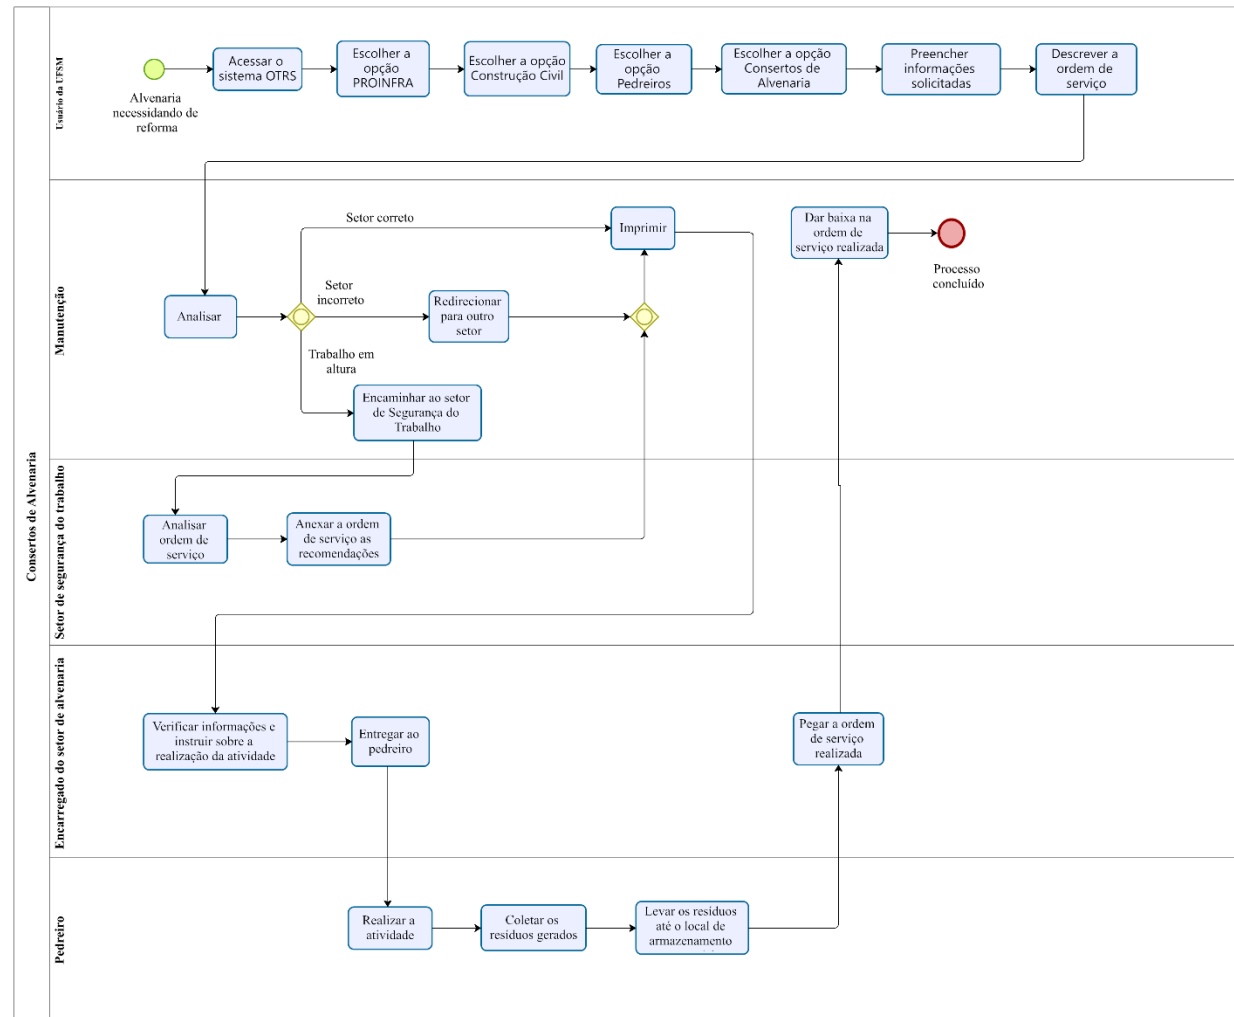 Consertos de Alvenaria
Usuário da UFSM
Alvenaria
necessidando de
reforma
Acessar o
sistema OTRS
Escolher a
opção
PROINFRA
Escolher a opção
Construção Civil
Escolher a
opção
Pedreiros
Escolher a opção
Consertos de
Alvenaria
Preencher
informações
solicitadas
Descrever a
ordem de
serviço
Manutenção
Analisar
Setor correto
Setor
incorreto
Trabalho em
altura
Redirecionar
para outro
setor
Encaminhar ao setor
de Segurança do
Trabalho
Imprimir
Dar baixa na
ordem de
serviço realizada
Processo
concluído
Setor de segurança do trabalho
Analisar
ordem de
serviço
Anexar a ordem
de serviço as
recomendações
Encarregado do setor de alvenaria
Verificar informações e
instruir sobre a
realização da atividade
Entregar ao
pedreiro
Pegar a ordem
de serviço
realizada
Pedreiro
Realizar a
atividade
Coletar os
resíduos gerados
Levar os resíduos
até o local de
armazenamento